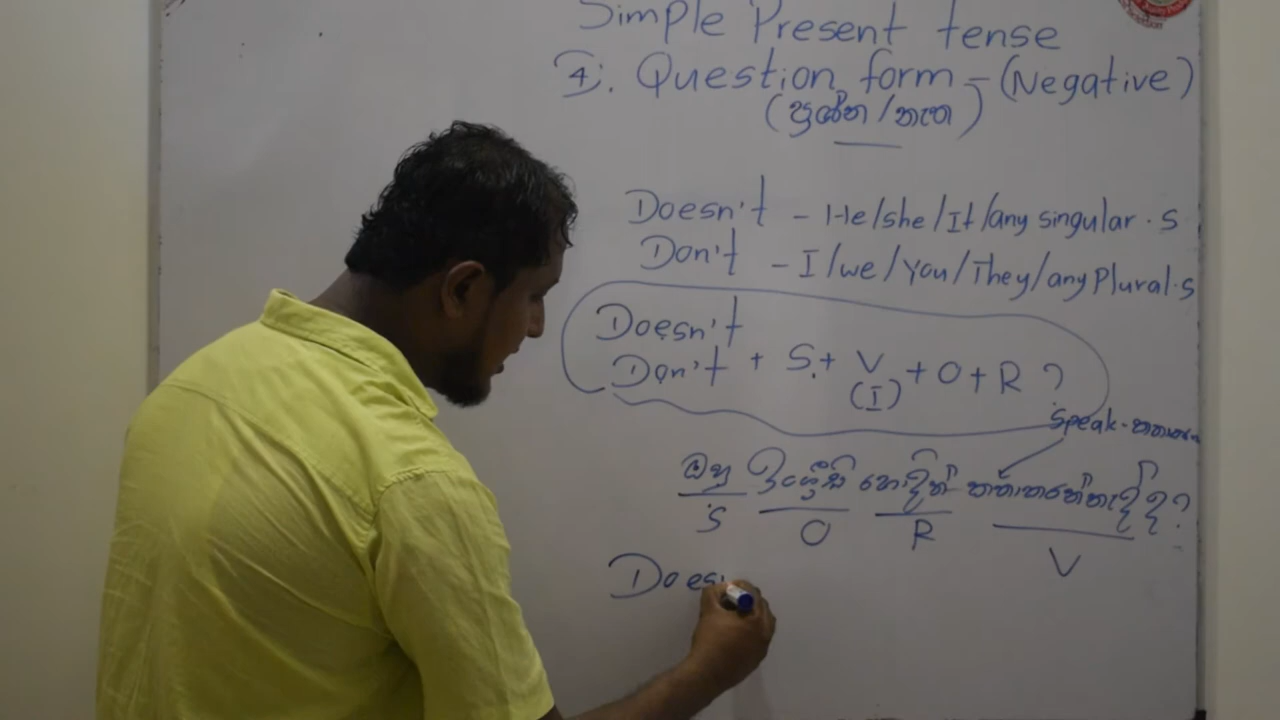 Simple Present tense
4. Question form - (Negative)
(ප්‍රශ්න / නැත)
Doesn't - He/she/It/any singular . S
Don't - I/we/You/They/any Plural . S
Doesn't
Don't + S + V + O + R ?
(I)
Speak -
ඔහු ඉංග්‍රීසි හොඳින් කතාකරන්නේනැද්ද?
S O R V
Does